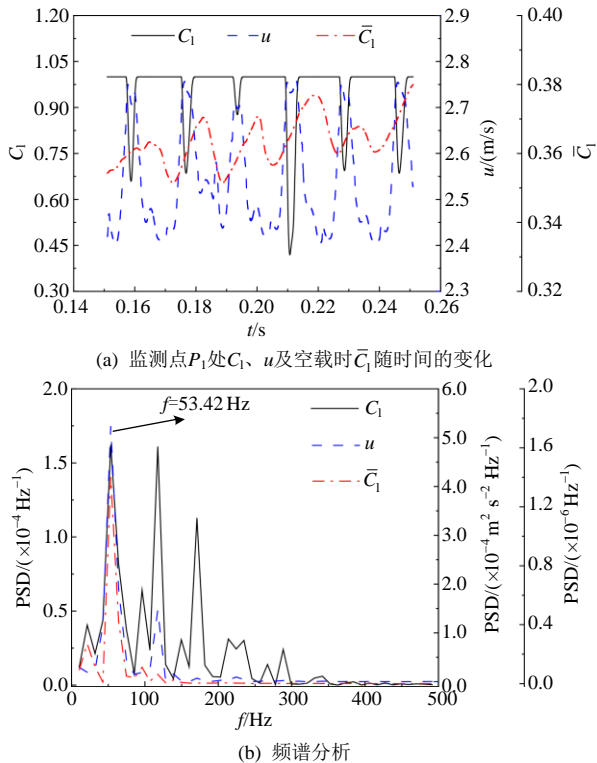 C₁ u C̄₁
1.20 1.05 0.90 0.75 0.60 0.45 0.30
C₁
2.9 2.8 2.7 2.6 2.5 2.4 2.3
u/(m/s)
0.40 0.38 0.36 0.34 0.32
C̄₁
0.14 0.16 0.18 0.20 0.22 0.24 0.26
t/s
(a) 监测点P₁处C₁、u及空载时C̄₁随时间的变化
f=53.42 Hz
C₁
u
C̄₁
2.0 1.5 1.0 0.5 0.0
PSD/(×10⁻⁴ Hz⁻¹)
6.0 5.0 4.0 3.0 2.0 1.0 0.0
PSD/(×10⁻⁴ m² s⁻² Hz⁻¹)
2.0 1.6 1.2 0.8 0.4 0.0
PSD/(×10⁻⁶ Hz⁻¹)
0 100 200 300 400 500
f/Hz
(b) 频谱分析